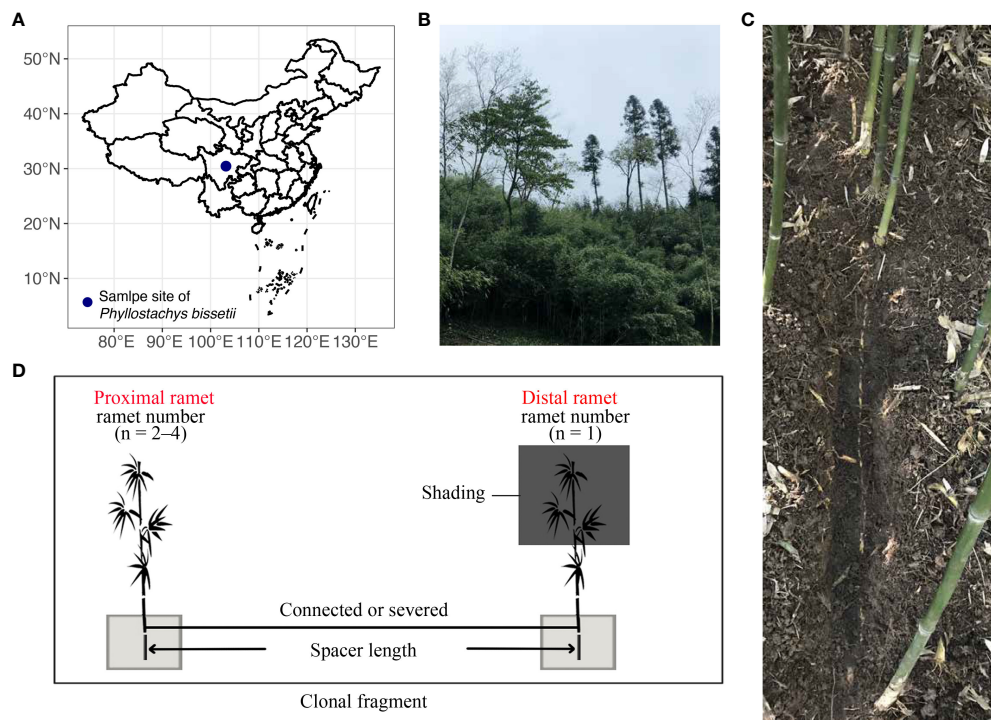 A
50°N
40°N
30°N
20°N
10°N
Samlpe site of
Phyllostachys bissetii
80°E 90°E 100°E 110°E 120°E 130°E
B
C
D
Proximal ramet
ramet number
(n = 2–4)
Distal ramet
ramet number
(n = 1)
Shading
Connected or severed
Spacer length
Clonal fragment